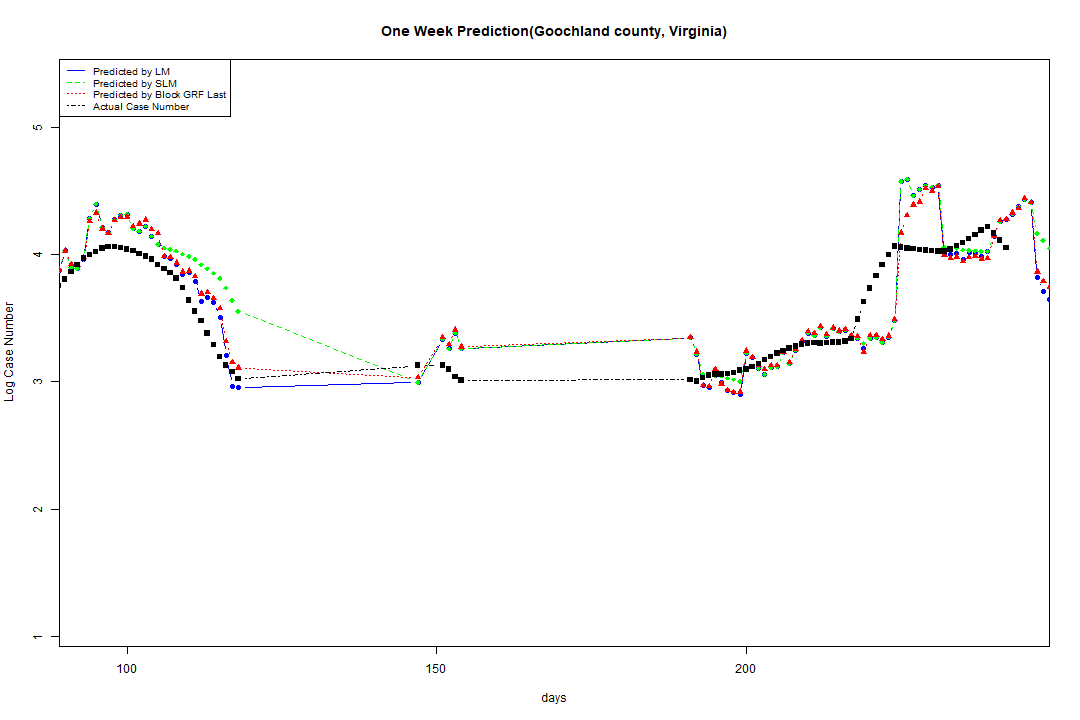 One Week Prediction(Goochland county, Virginia)
Predicted by LM
Predicted by SLM
Predicted by Block GRF Last
Actual Case Number
5
4
3
2
1
Log Case Number
100
150
200
days